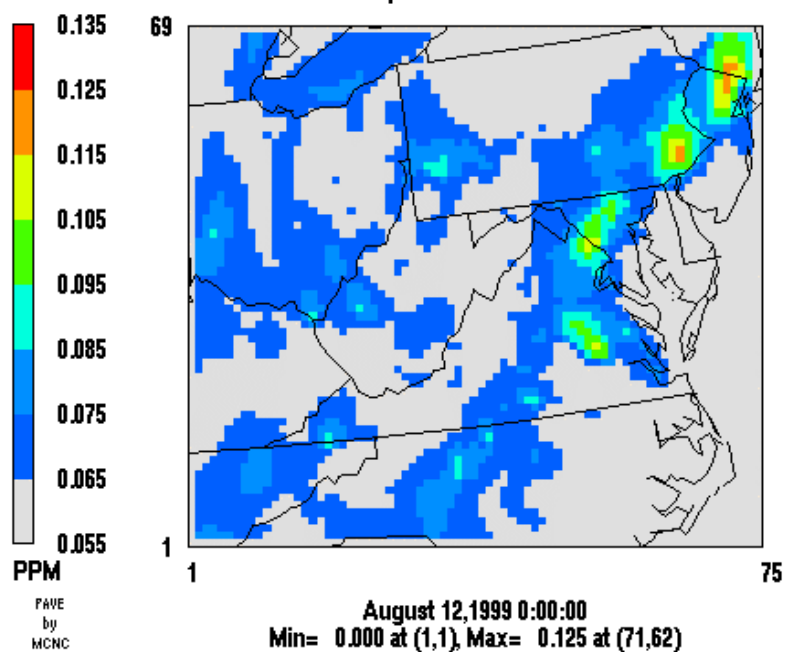 0.135
0.125
0.115
0.105
0.095
0.085
0.075
0.065
0.055
PPM
PAVE
by
MCNC
69
1
1
75
August 12,1999 0:00:00
Min= 0.000 at (1,1), Max= 0.125 at (71,62)